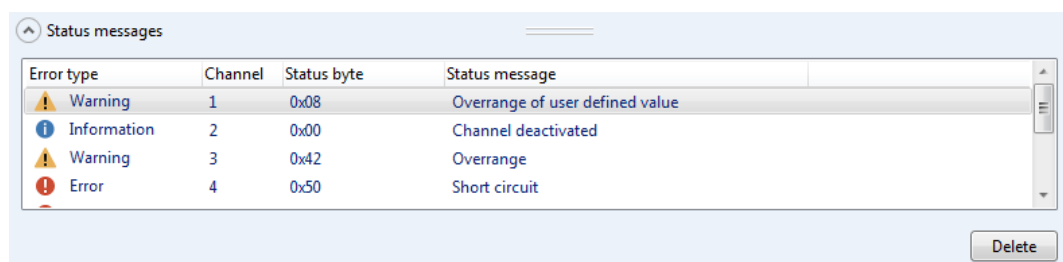 Status messages
Error type Channel Status byte Status message
Warning 1 0x08 Overrange of user defined value
Information 2 0x00 Channel deactivated
Warning 3 0x42 Overrange
Error 4 0x50 Short circuit
Delete